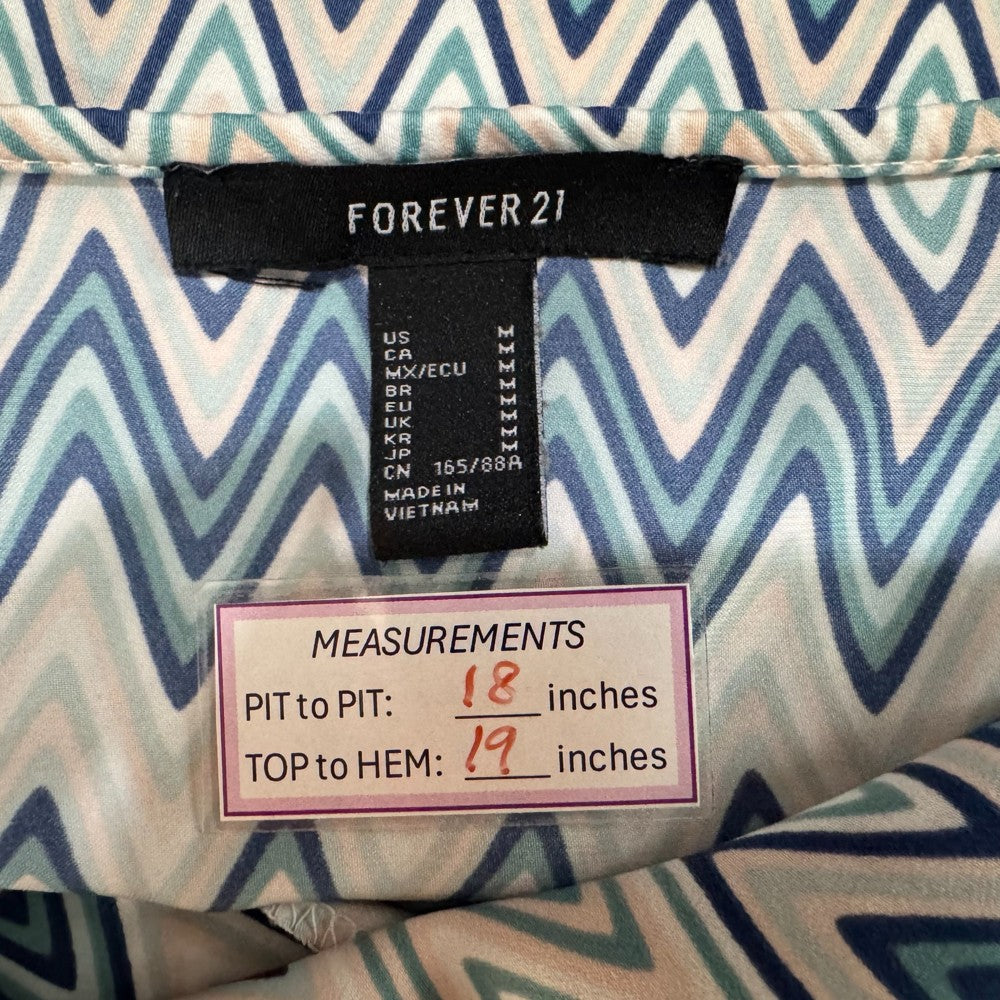 FOREVER 21
US M
CA M
MX/ECU M
BR M
EU M
UK M
KR M
JP M
CN 165/88A
MADE IN
VIETNAM
MEASUREMENTS
PIT to PIT: 18 inches
TOP to HEM: 19 inches